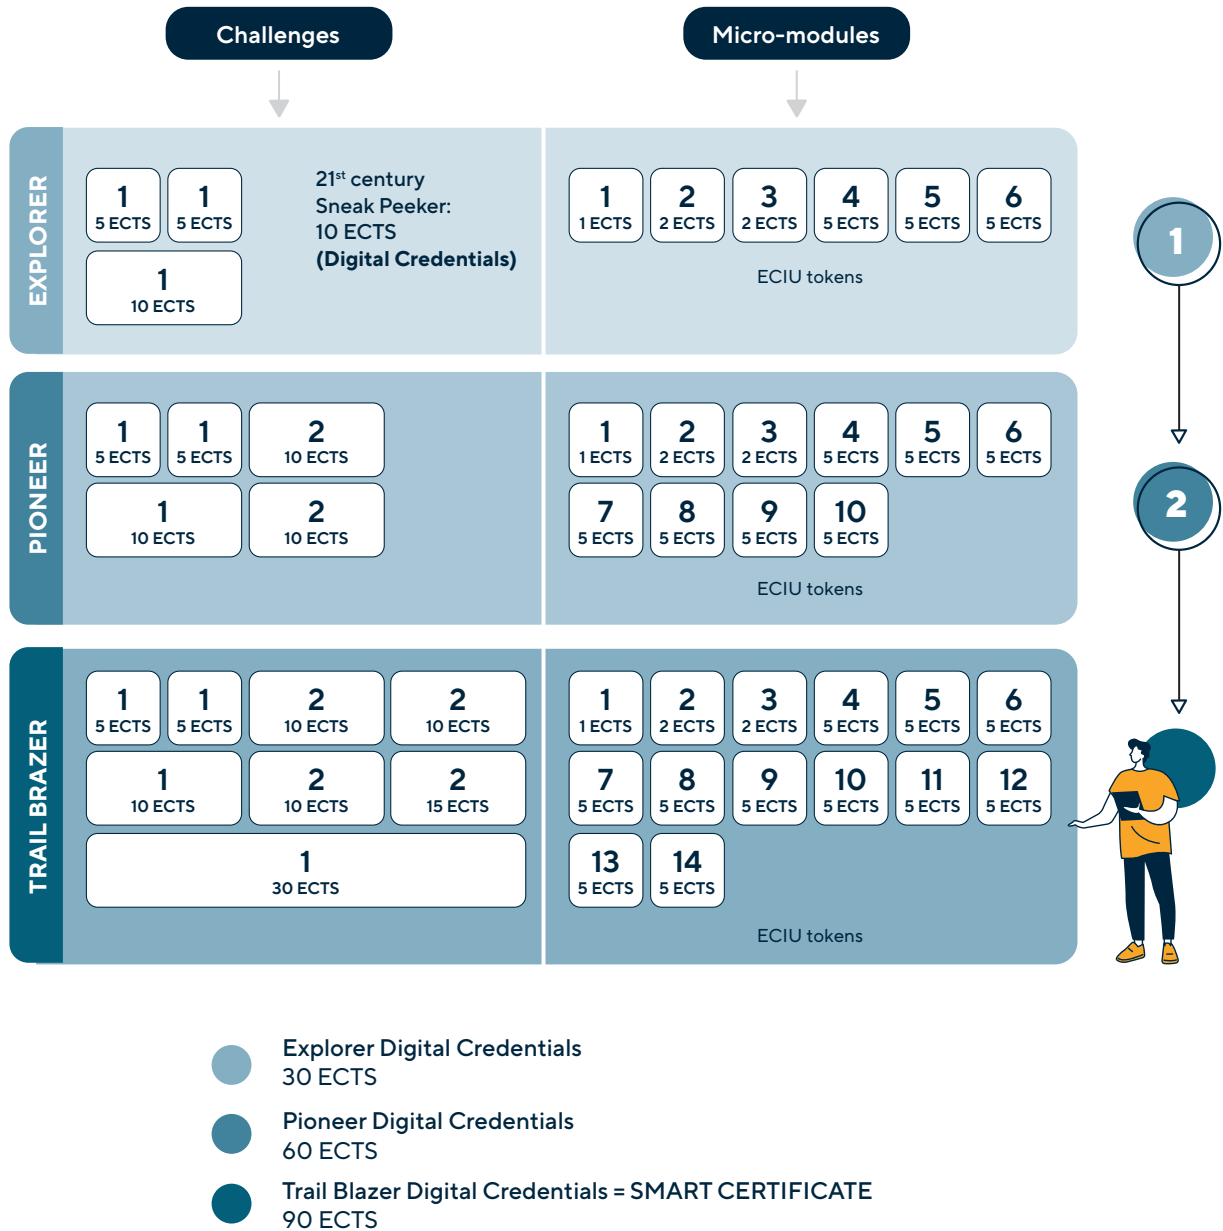 Challenges
Micro-modules
EXPLORER
1
5 ECTS
1
5 ECTS
1
10 ECTS
21st century
Sneak Peeker:
10 ECTS
(Digital Credentials)
1
1 ECTS
2
2 ECTS
3
2 ECTS
4
5 ECTS
5
5 ECTS
6
5 ECTS
ECIU tokens
1
PIONEER
1
5 ECTS
1
5 ECTS
2
10 ECTS
1
10 ECTS
2
10 ECTS
1
1 ECTS
2
2 ECTS
3
2 ECTS
4
5 ECTS
5
5 ECTS
6
5 ECTS
7
5 ECTS
8
5 ECTS
9
5 ECTS
10
5 ECTS
ECIU tokens
2
TRAIL BRAZER
1
5 ECTS
1
5 ECTS
2
10 ECTS
2
10 ECTS
1
10 ECTS
2
10 ECTS
2
15 ECTS
1
30 ECTS
1
1 ECTS
2
2 ECTS
3
2 ECTS
4
5 ECTS
5
5 ECTS
6
5 ECTS
7
5 ECTS
8
5 ECTS
9
5 ECTS
10
5 ECTS
11
5 ECTS
12
5 ECTS
13
5 ECTS
14
5 ECTS
ECIU tokens
Explorer Digital Credentials
30 ECTS
Pioneer Digital Credentials
60 ECTS
Trail Blazer Digital Credentials = SMART CERTIFICATE
90 ECTS